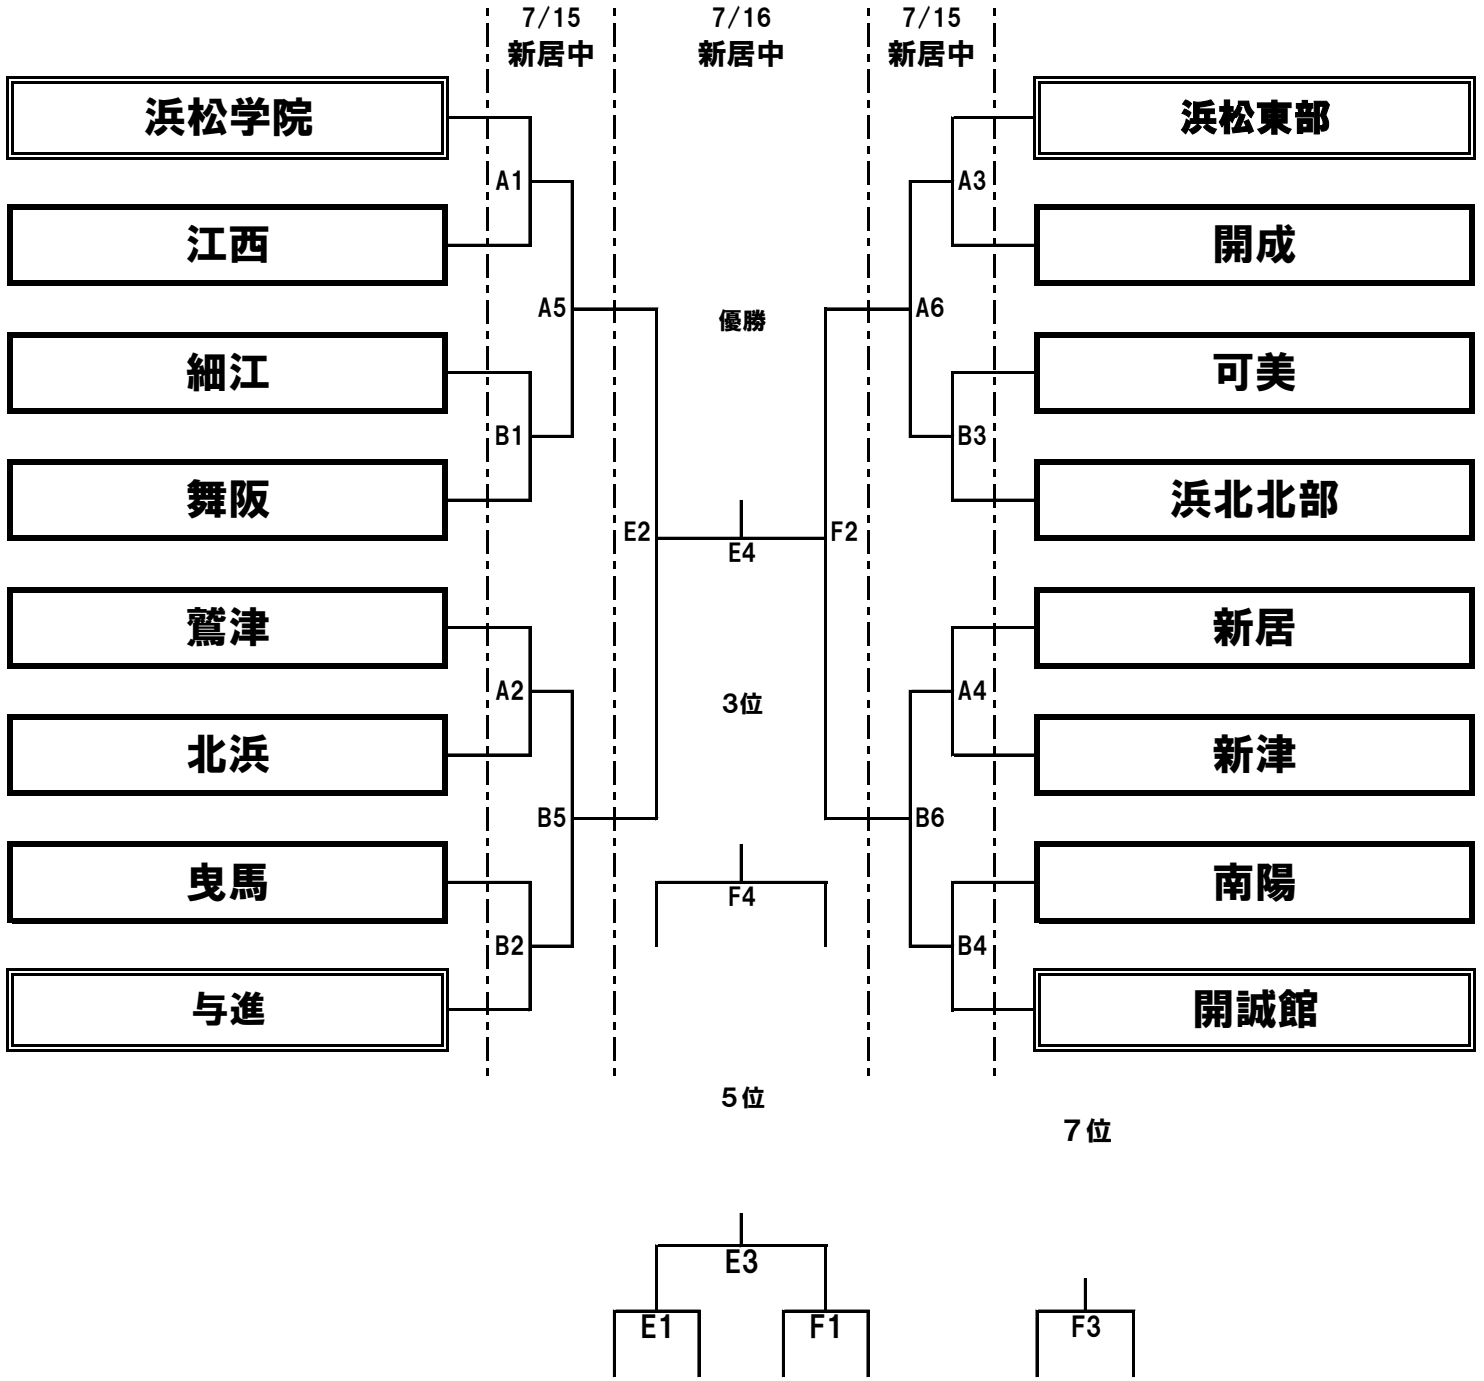 7/15 7/16 7/15
新居中 新居中 新居中
浜松学院 浜松東部
A1 A3
江西 開成
A5 優勝 A6
細江 可美
B1 B3
舞阪 浜北北部
E2 E4 F2
鷲津 新居
A2 3位 A4
北浜 新津
B5 B6
曳馬 F4 南陽
B2 B4
与進 開誠館
5位
7位
E3
E1 F1 F3